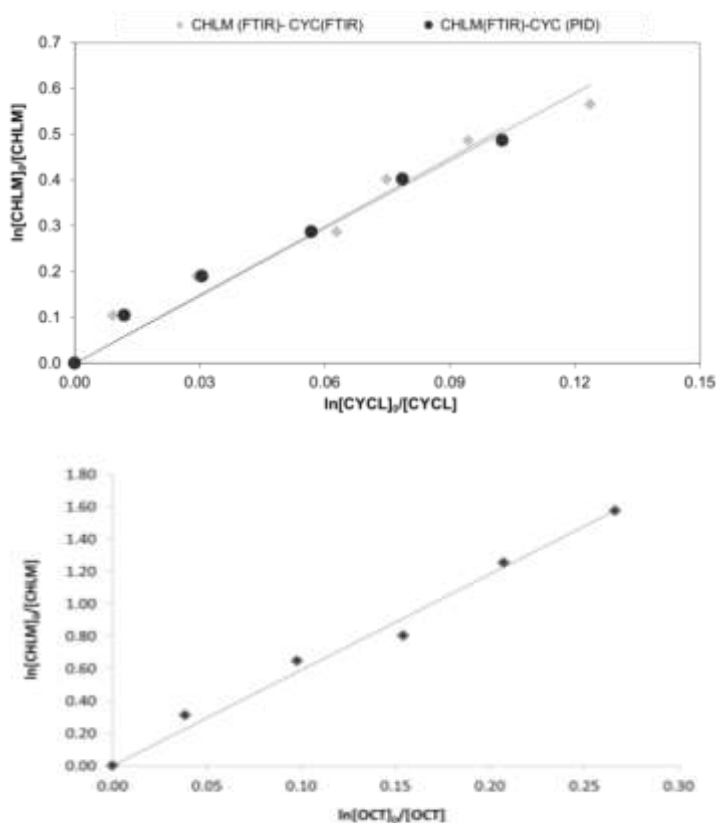 CHLM (FTIR)- CYC(FTIR) CHLM(FTIR)-CYC (PID)
0.7
0.6
0.5
0.4
0.3
0.2
0.1
0.0
ln[CHLM]₀/[CHLM]
0.00 0.03 0.06 0.09 0.12 0.15
ln[CYCL]₀/[CYCL]
1.80
1.60
1.40
1.20
1.00
0.80
0.60
0.40
0.20
0.00
ln[CHLM]₀/[CHLM]
0.00 0.05 0.10 0.15 0.20 0.25 0.30
ln[OCT]₀/[OCT]